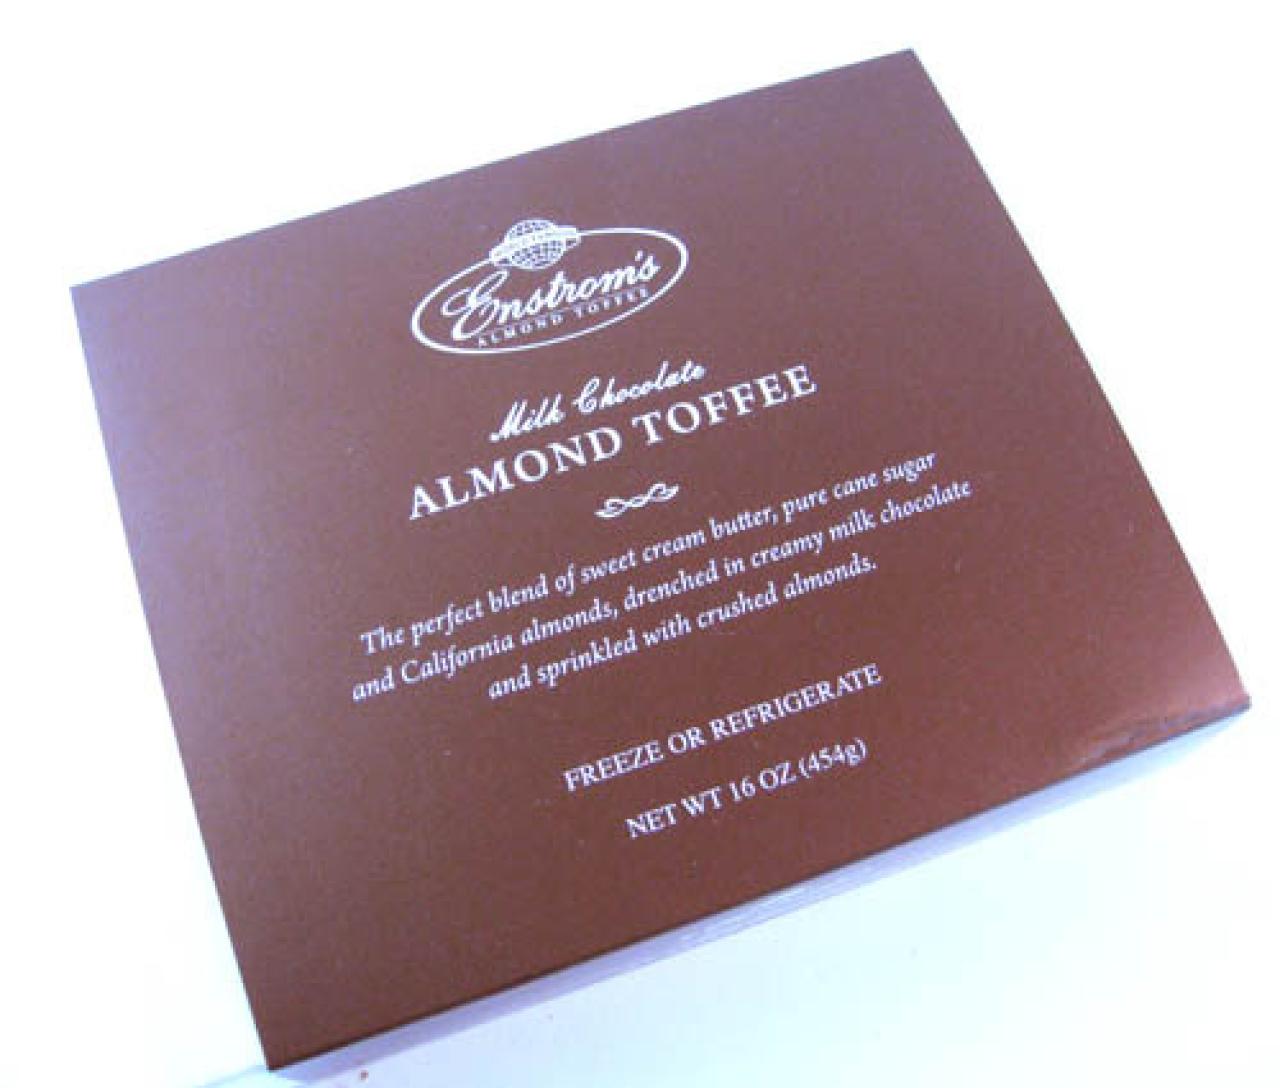 Enstrom's
ALMOND TOFFEE
Milk Chocolate
ALMOND TOFFEE
The perfect blend of sweet cream butter, pure cane sugar
and California almonds, drenched in creamy milk chocolate
and sprinkled with crushed almonds.
FREEZE OR REFRIGERATE
NET WT 16 OZ (454g)